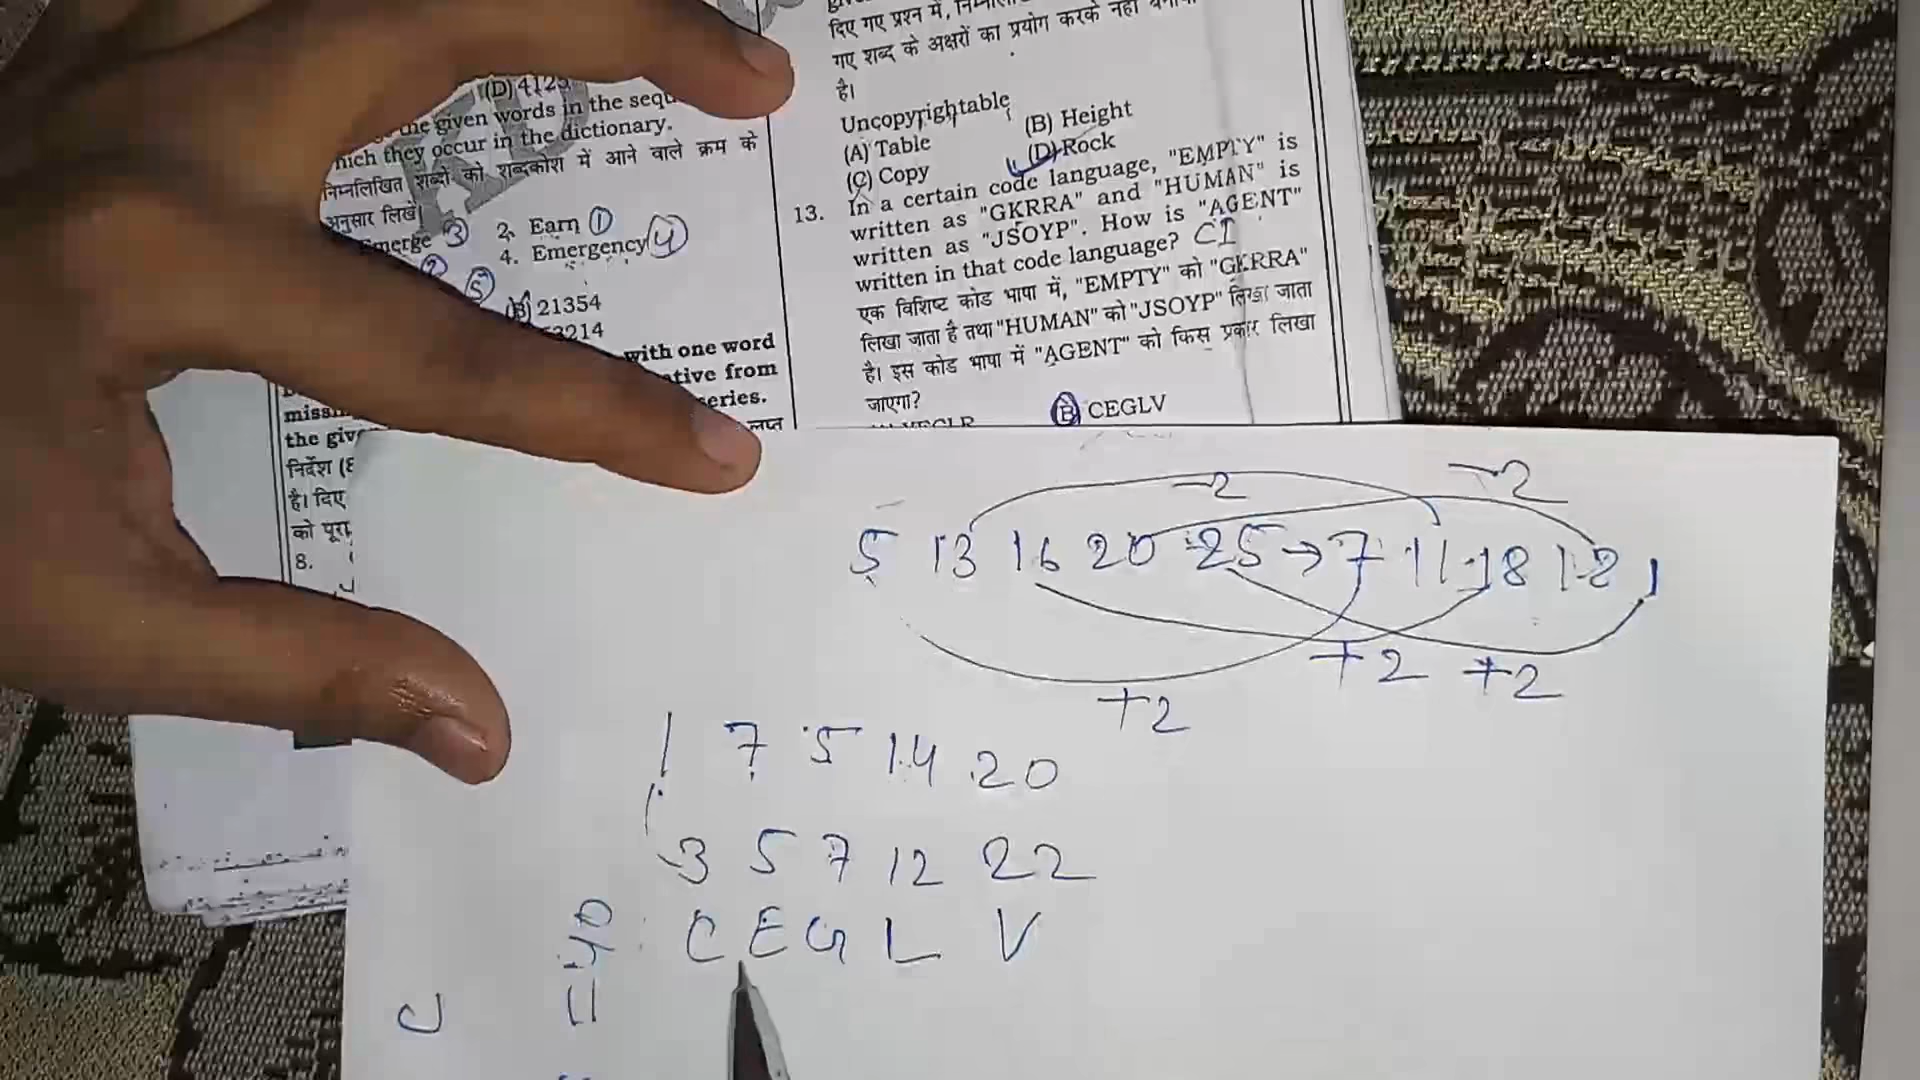 (D) 4123
the given words in the sequ
hich they occur in the dictionary.
निम्नलिखित शब्दों को शब्दकोश में आने वाले क्रम के
अनुसार लिखें।
Emerge 3 2. Earn 1
4. Emergency 4
2
5
(B) 21354
53214
with one word
ative from
series.
लुप्त
missi
the giv
निर्देश (8
है। दिए
को पूरा
8.
दिए गए प्रश्न में,
गए शब्द के अक्षरों का प्रयोग करके नहीं
है।
Uncopyrightable
(A) Table (B) Height
(C) Copy (D) Rock
13. In a certain code language, "EMPTY" is
written as "GKRRA" and "HUMAN" is
written as "JSOYP". How is "AGENT"
written in that code language? CI
एक विशिष्ट कोड भाषा में, "EMPTY" को "GKRRA"
लिखा जाता है तथा "HUMAN" को "JSOYP" लिखा जाता
है। इस कोड भाषा में "AGENT" को किस प्रकार लिखा
जाएगा?
(B) CEGLV
-2 -2
5 13 16 20 25 → 7 11 18 18 1
+2 +2
+2
1 7 5 14 20
3 5 7 12 22
C E G L V